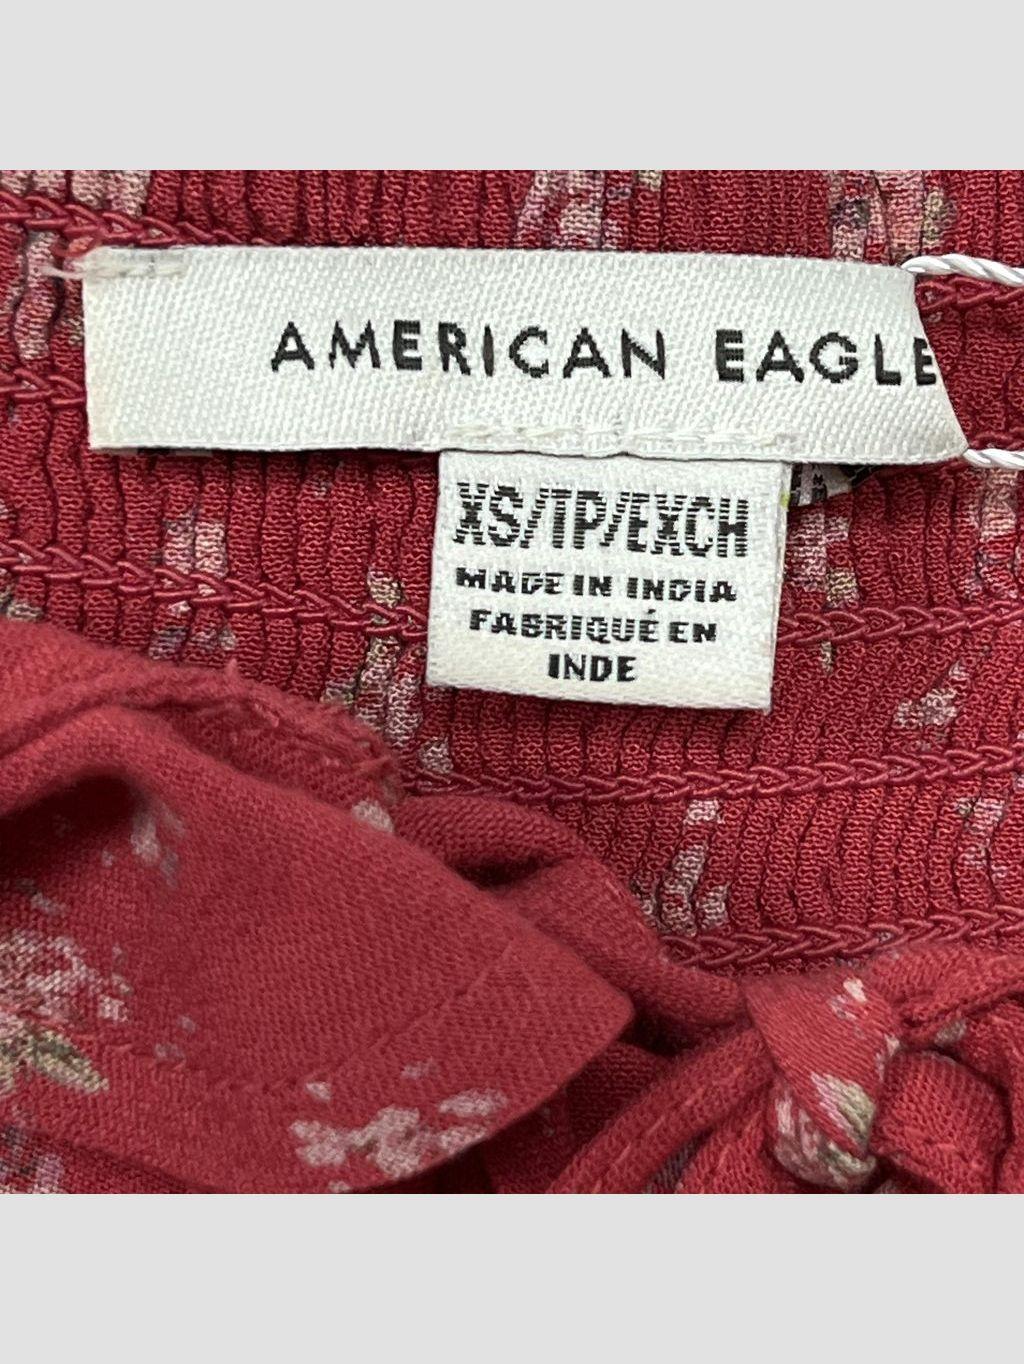 AMERICAN EAGLE
XS/TP/EXCH
MADE IN INDIA
FABRIQUÉ EN
INDE